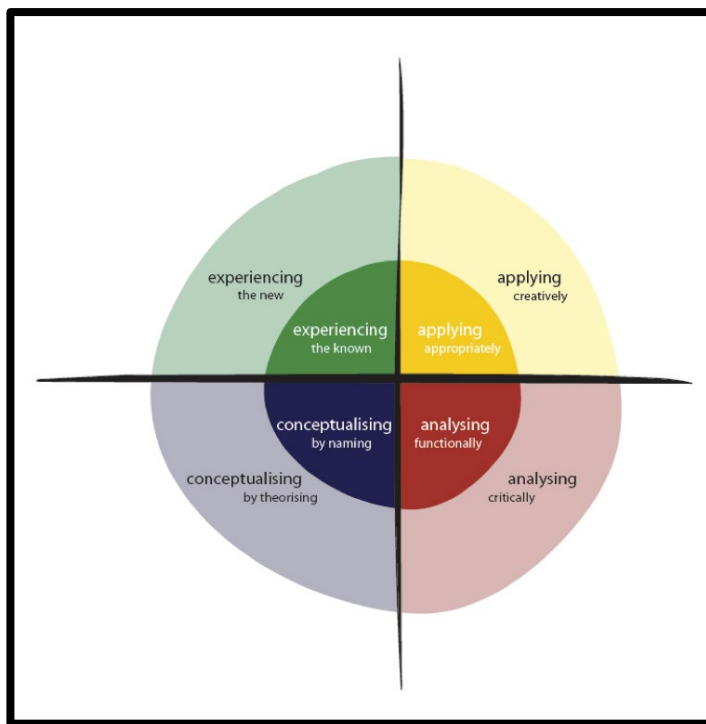 experiencing
the new
applying
creatively
experiencing
the known
applying
appropriately
conceptualising
by naming
analysing
functionally
conceptualising
by theorising
analysing
critically